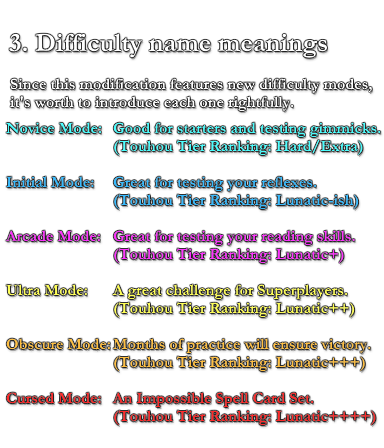 3. Difficulty name meanings
Since this modification features new difficulty modes,
it's worth to introduce each one rightfully.
Novice Mode: Good for starters and testing gimmicks.
(Touhou Tier Ranking: Hard/Extra)
Initial Mode: Great for testing your reflexes.
(Touhou Tier Ranking: Lunatic-ish)
Arcade Mode: Great for testing your reading skills.
(Touhou Tier Ranking: Lunatic+)
Ultra Mode: A great challenge for Superplayers.
(Touhou Tier Ranking: Lunatic++)
Obscure Mode: Months of practice will ensure victory.
(Touhou Tier Ranking: Lunatic+++)
Cursed Mode: An Impossible Spell Card Set.
(Touhou Tier Ranking: Lunatic++++)